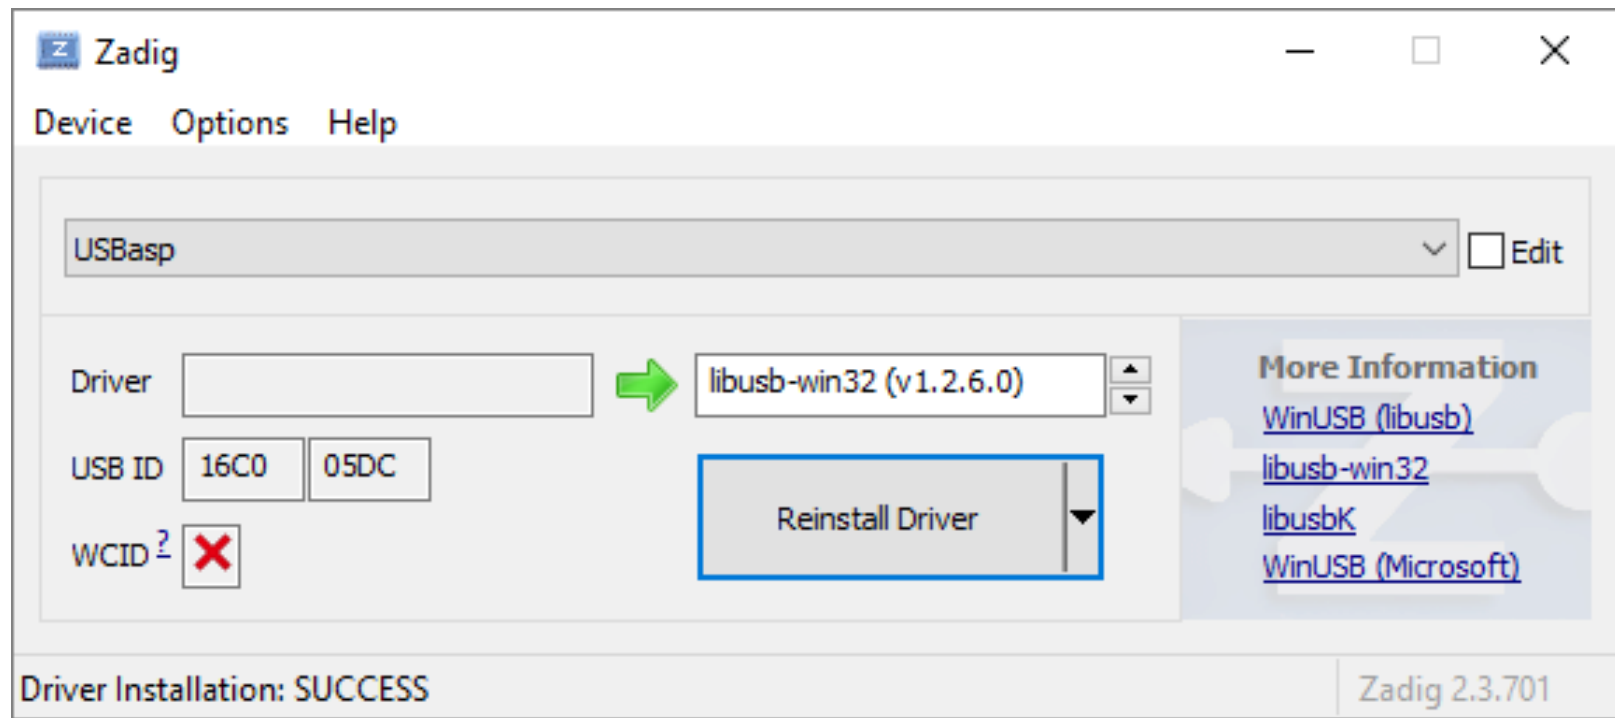 Zadig
Device Options Help
USBasp
Edit
Driver
libusb-win32 (v1.2.6.0)
USB ID 16C0 05DC
WCID ?
Reinstall Driver
More Information
WinUSB (libusb)
libusb-win32
libusbK
WinUSB (Microsoft)
Driver Installation: SUCCESS
Zadig 2.3.701